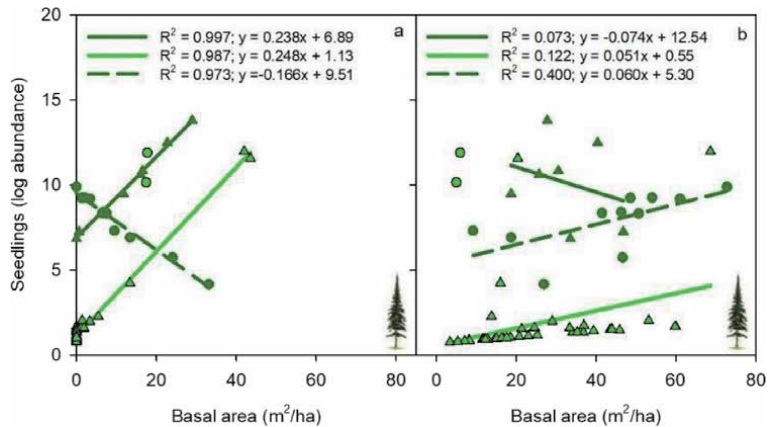 20
15
10
5
0
Seedlings (log abundance)
R² = 0.997; y = 0.238x + 6.89
R² = 0.987; y = 0.248x + 1.13
R² = 0.973; y=-0.166x + 9.51
a
R² = 0.073; y = -0.074x + 12.54
R² = 0.122; y = 0.051x + 0.55
R² = 0.400; y = 0.060x + 5.30
b
0 20 40 60 80
0 20 40 60 80
Basal area (m²/ha)
Basal area (m²/ha)